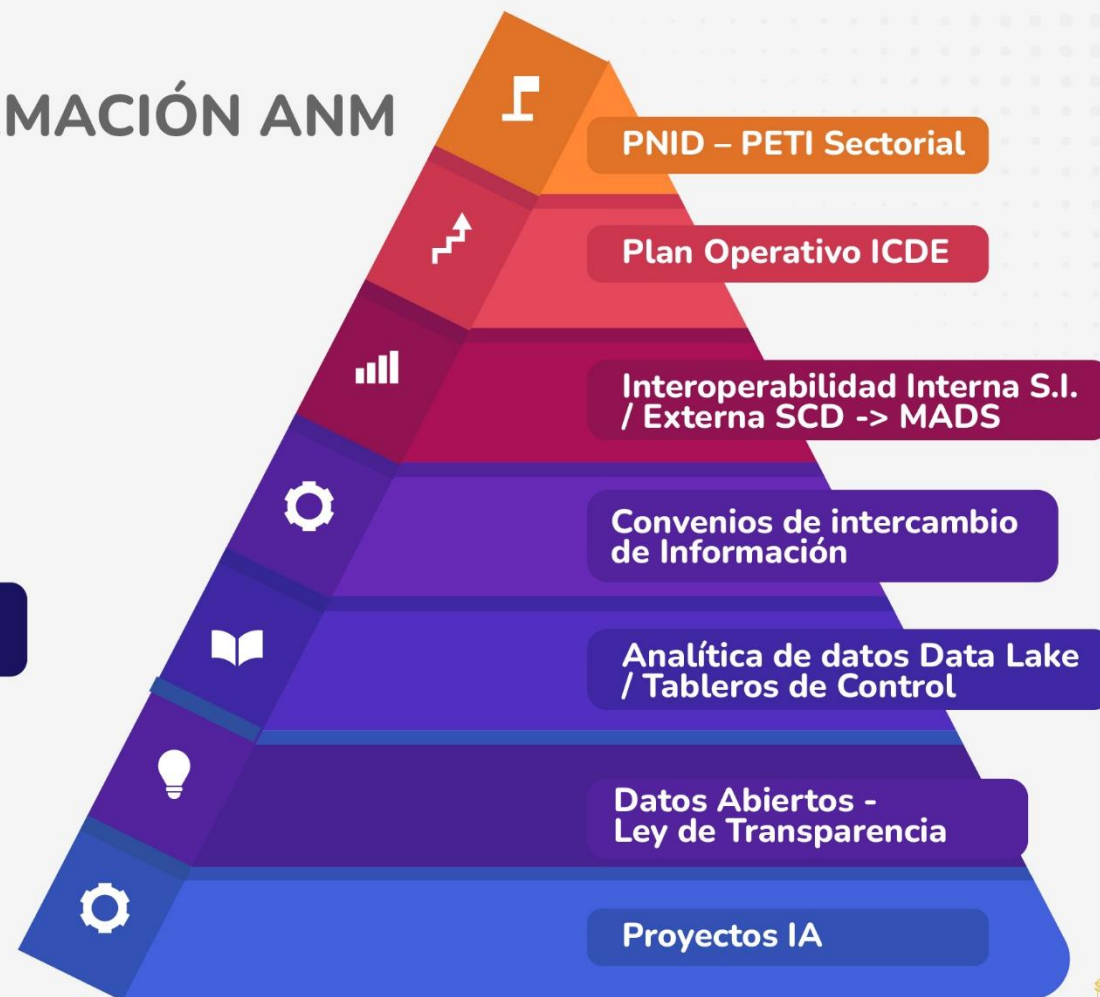 MACIÓN ANM
PNID – PETI Sectorial
Plan Operativo ICDE
Interoperabilidad Interna S.I.
/ Externa SCD -> MADS
Convenios de intercambio
de Información
Analítica de datos Data Lake
/ Tableros de Control
Datos Abiertos -
Ley de Transparencia
Proyectos IA